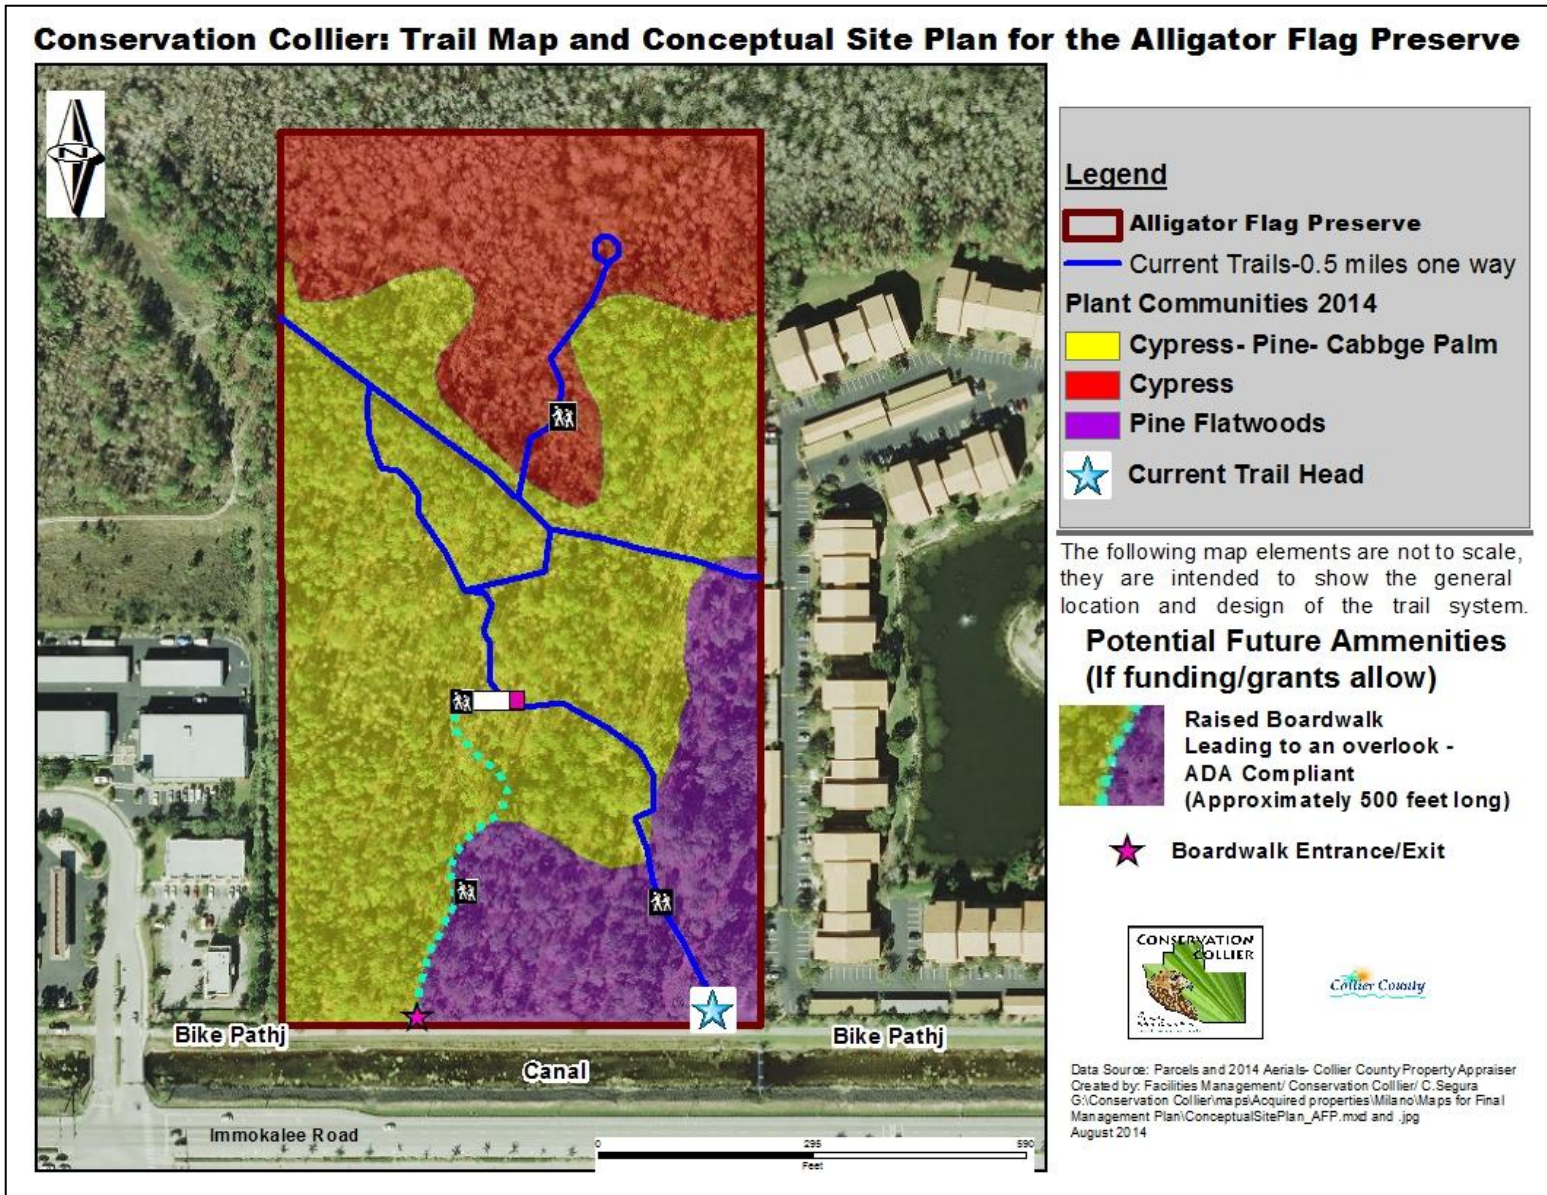 Conservation Collier: Trail Map and Conceptual Site Plan for the Alligator Flag Preserve
N
Legend
Alligator Flag Preserve
Current Trails-0.5 miles one way
Plant Communities 2014
Cypress- Pine- Cabbge Palm
Cypress
Pine Flatwoods
Current Trail Head
The following map elements are not to scale,
they are intended to show the general
location and design of the trail system.
Potential Future Ammenities
(If funding/grants allow)
Raised Boardwalk
Leading to an overlook -
ADA Compliant
(Approximately 500 feet long)
Boardwalk Entrance/Exit
CONSERVATION
COLLIER
Collier County
Data Source: Parcels and 2014 Aerials- Collier County Property Appraiser
Created by: Facilities Management/ Conservation Colllier/ C.Segura
G:\Conservation Collier\maps\Acquired properties\Milano\Maps for Final
Management Plan\ConceptualSitePlan_AFP.mxd and .jpg
August 2014
Bike Pathj
Bike Pathj
Canal
Immokalee Road
0 295 590
Feet